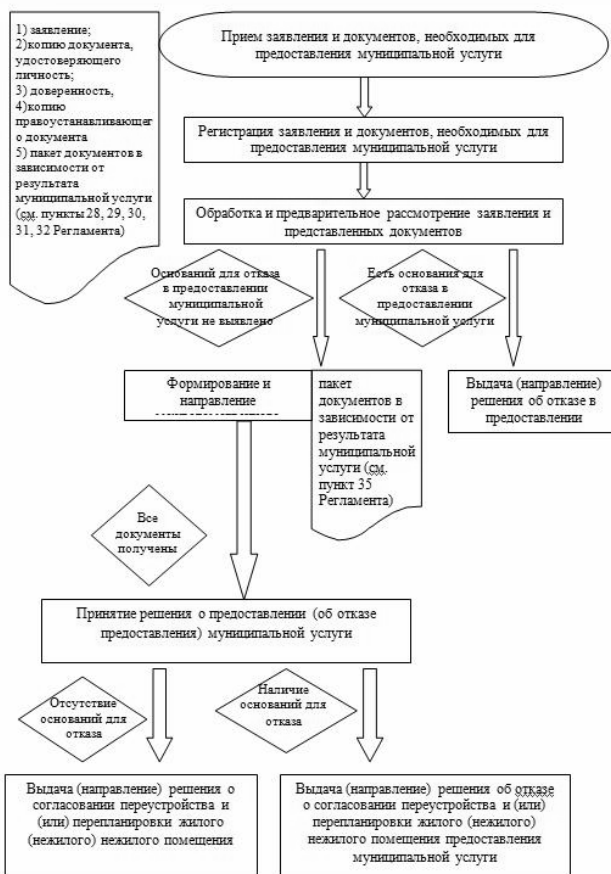 1) заявление;
2)копию документа,
удостоверяющего
личность;
3) доверенность,
4)копию
правоустанавливающег
о документа
5) пакет документов в
зависимости от
результата
муниципальной услуги
(см. пункты 28, 29, 30,
31, 32 Регламента)
Прием заявления и документов, необходимых для
предоставления муниципальной услуги
Регистрация заявления и документов, необходимых для
предоставления муниципальной услуги
Обработка и предварительное рассмотрение заявления и
представленных документов
Оснований для отказа
в предоставлении
муниципальной
услуги не выявлено
Есть основания для
отказа в
предоставлении
муниципальной услуги
Формирование и
направление
пакет
документов в
зависимости от
результата
муниципальной
услуги (см.
пункт 35
Регламента)
Выдача (направление)
решения об отказе в
предоставлении
Все
документы
получены
Принятие решения о предоставлении (об отказе
предоставления) муниципальной услуги
Отсутствие
оснований для
отказа
Наличие
оснований для
отказа
Выдача (направление) решения о
согласовании переустройства и
(или) перепланировки жилого
(нежилого) нежилого помещения
Выдача (направление) решения об отказе
о согласовании переустройства и (или)
перепланировки жилого (нежилого)
нежилого помещения предоставления
муниципальной услуги